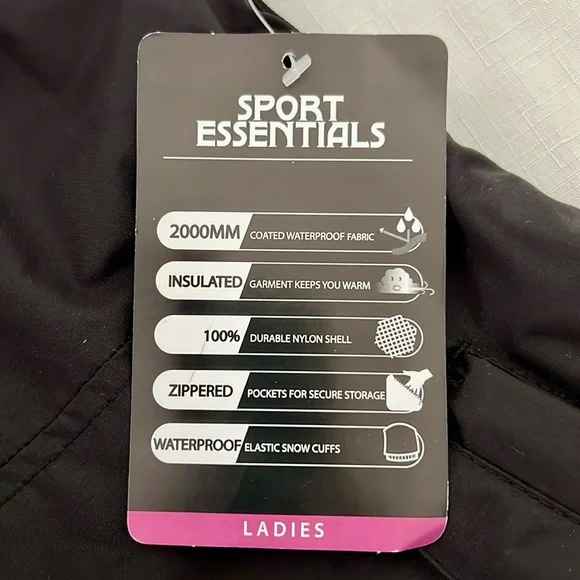 SPORT
ESSENTIALS
2000MM COATED WATERPROOF FABRIC
INSULATED GARMENT KEEPS YOU WARM
100% DURABLE NYLON SHELL
ZIPPERED POCKETS FOR SECURE STORAGE
WATERPROOF ELASTIC SNOW CUFFS
LADIES